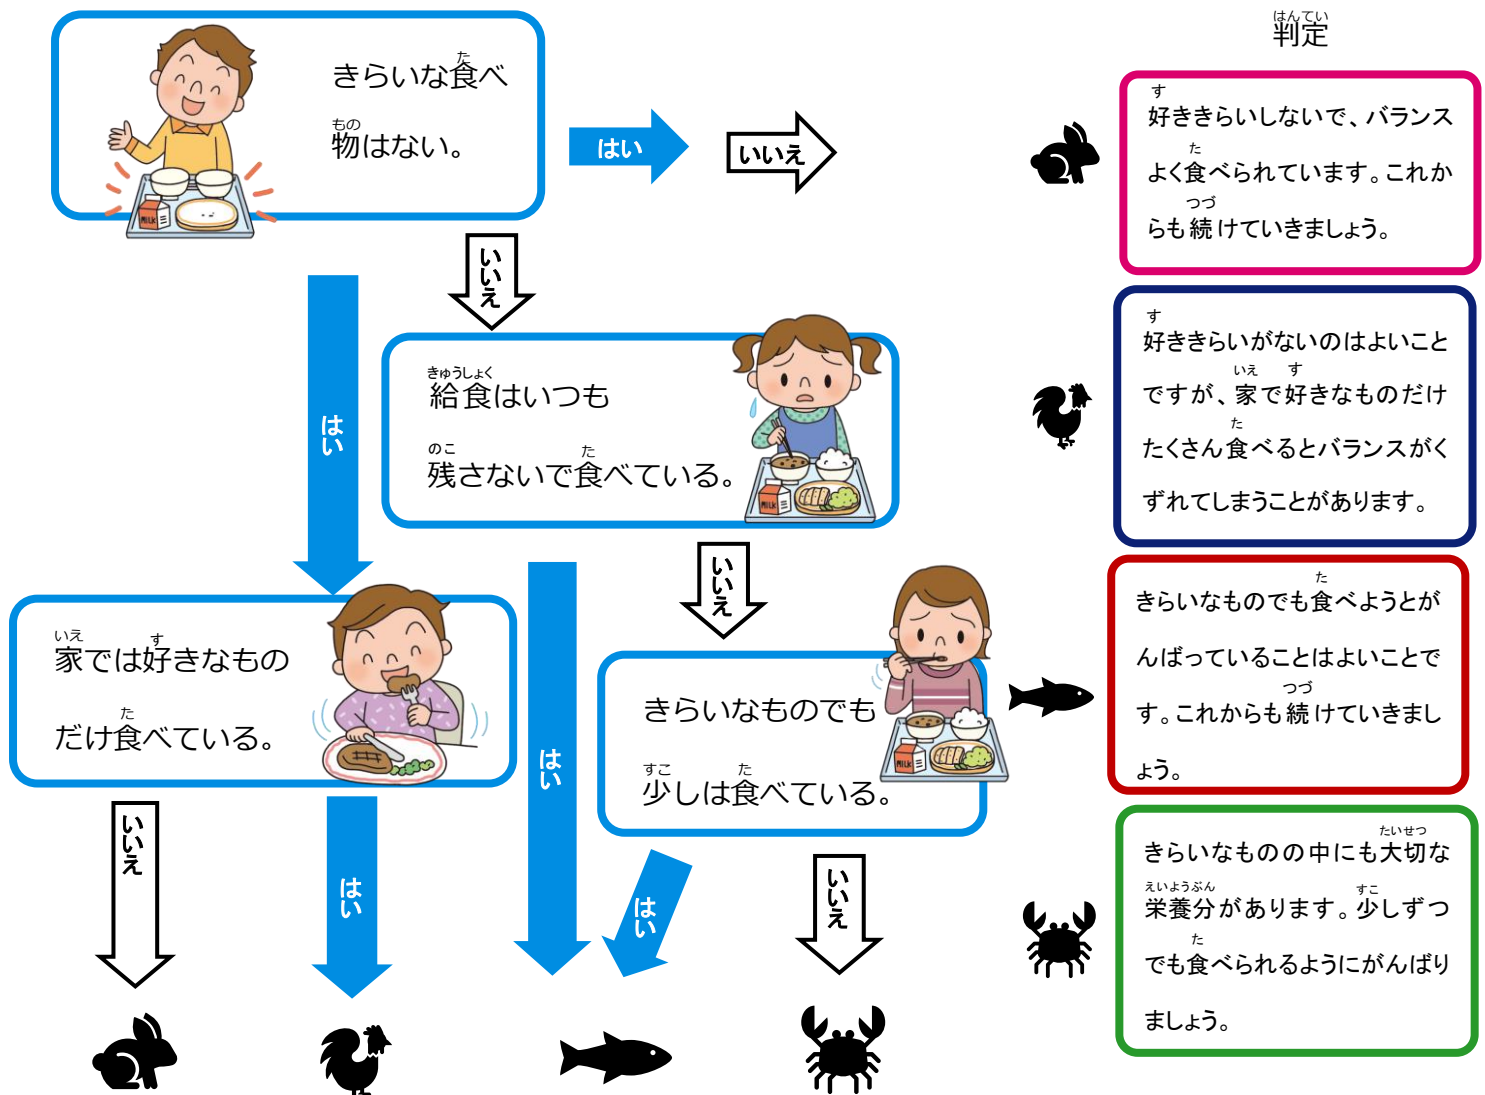 きらいな食べ
物はない。
はい
いいえ
いいえ
はい
給食はいつも
残さないで食べている。
いいえ
はい
家では好きなもの
だけ食べている。
きらいなものでも
少しは食べている。
いいえ
はい
はい
いいえ
判定
好ききらいしないで、バランス
よく食べられています。これか
らも続けていきましょう。
好ききらいがないのはよいこと
ですが、家で好きなものだけ
たくさん食べるとバランスがく
ずれてしまうことがあります。
きらいなものでも食べようとが
んばっていることはよいことで
す。これからも続けていきまし
ょう。
きらいなものの中にも大切な
栄養分があります。少しずつ
でも食べられるようにがんばり
ましょう。
MILK
MILK
MILK